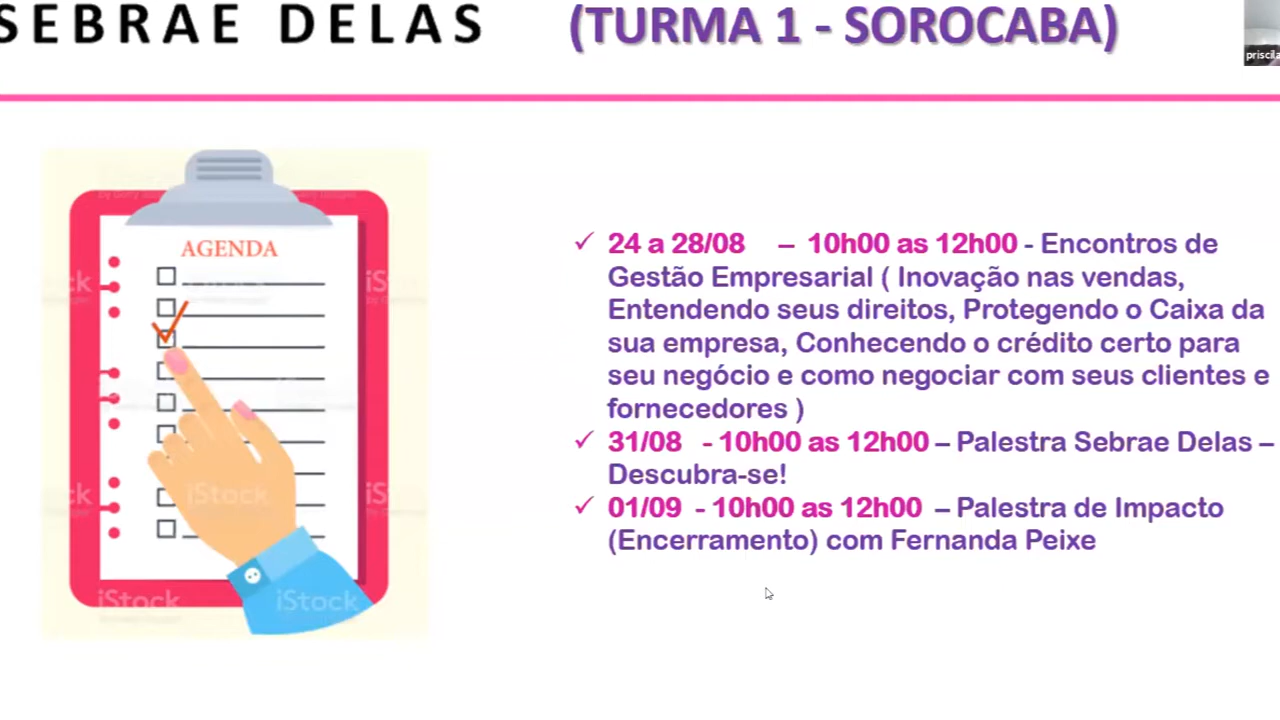 SEBRAE DELAS (TURMA 1 - SOROCABA)
priscila
AGENDA
24 a 28/08 – 10h00 as 12h00 - Encontros de
Gestão Empresarial ( Inovação nas vendas,
Entendendo seus direitos, Protegendo o Caixa da
sua empresa, Conhecendo o crédito certo para
seu negócio e como negociar com seus clientes e
fornecedores )
31/08 - 10h00 as 12h00 – Palestra Sebrae Delas –
Descubra-se!
01/09 - 10h00 as 12h00 – Palestra de Impacto
(Encerramento) com Fernanda Peixe
iStock
iStock
iStock